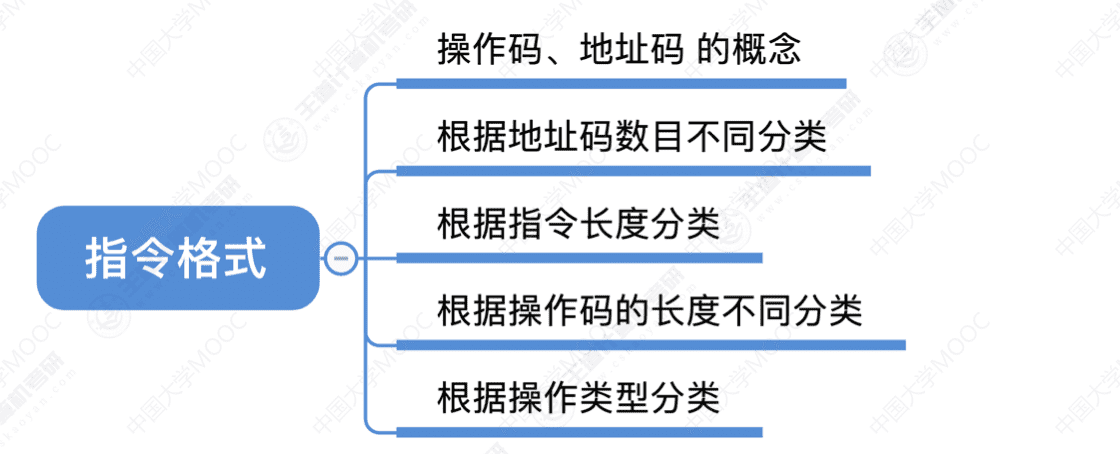 操作码、地址码 的概念
根据地址码数目不同分类
根据指令长度分类
指令格式
根据操作码的长度不同分类
根据操作类型分类
中国大学MOOC
王道计算机考研